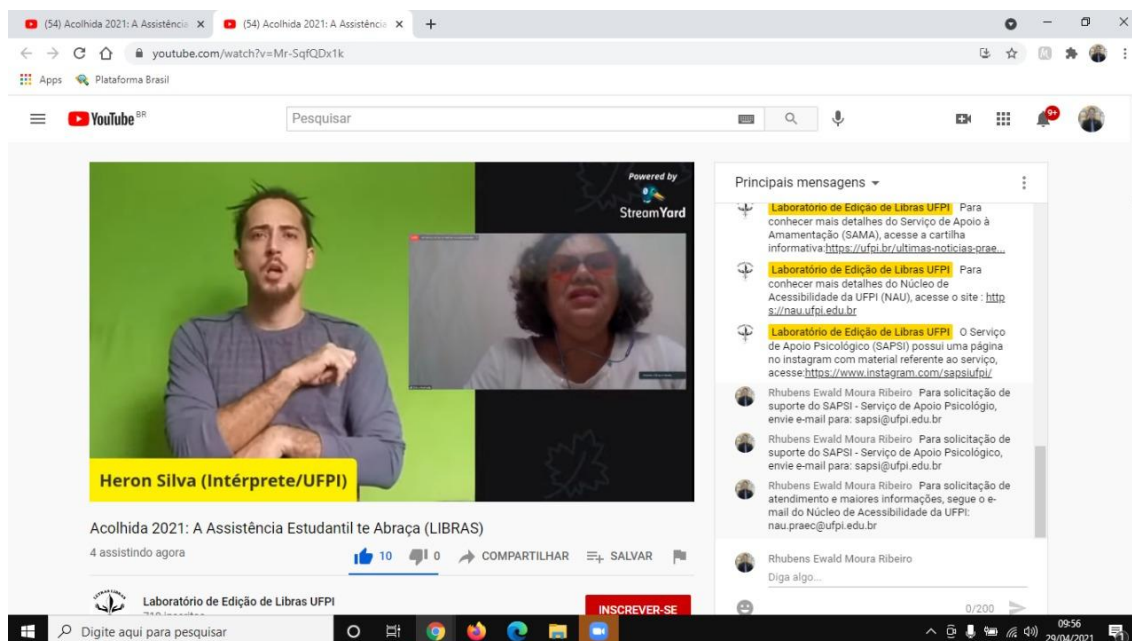 (54) Acolhida 2021: A Assistência
(54) Acolhida 2021: A Assistência
youtube.com/watch?v=Mr-SqfQDx1k
Apps
Plataforma Brasil
YouTube BR
Pesquisar
9+
Powered by
StreamYard
Heron Silva (Intérprete/UFPI)
Acolhida 2021: A Assistência Estudantil te Abraça (LIBRAS)
4 assistindo agora
10
0
COMPARTILHAR
SALVAR
Laboratório de Edição de Libras UFPI
INSCREVER-SE
Principais mensagens
Laboratório de Edição de Libras UFPI Para
conhecer mais detalhes do Serviço de Apoio à
Amamentação (SAMA), acesse a cartilha
informativa:https://ufpi.br/ultimas-noticias-prae...
Laboratório de Edição de Libras UFPI Para
conhecer mais detalhes do Núcleo de
Acessibilidade da UFPI (NAU), acesse o site : http
s://nau.ufpi.edu.br
Laboratório de Edição de Libras UFPI O Serviço
de Apoio Psicológico (SAPSI) possui uma página
no instagram com material referente ao serviço,
acesse:https://www.instagram.com/sapsiufpi/
Rhubens Ewald Moura Ribeiro Para solicitação de
suporte do SAPSI - Serviço de Apoio Psicológio,
envie e-mail para: sapsi@ufpi.edu.br
Rhubens Ewald Moura Ribeiro Para solicitação de
suporte do SAPSI - Serviço de Apoio Psicológico,
envie e-mail para: sapsi@ufpi.edu.br
Rhubens Ewald Moura Ribeiro Para solicitação de
atendimento e maiores informações, segue o e-
mail do Núcleo de Acessibilidade da UFPI:
nau.praec@ufpi.edu.br
Rhubens Ewald Moura Ribeiro
Diga algo...
0/200
Digite aqui para pesquisar
09:56
29/04/2021